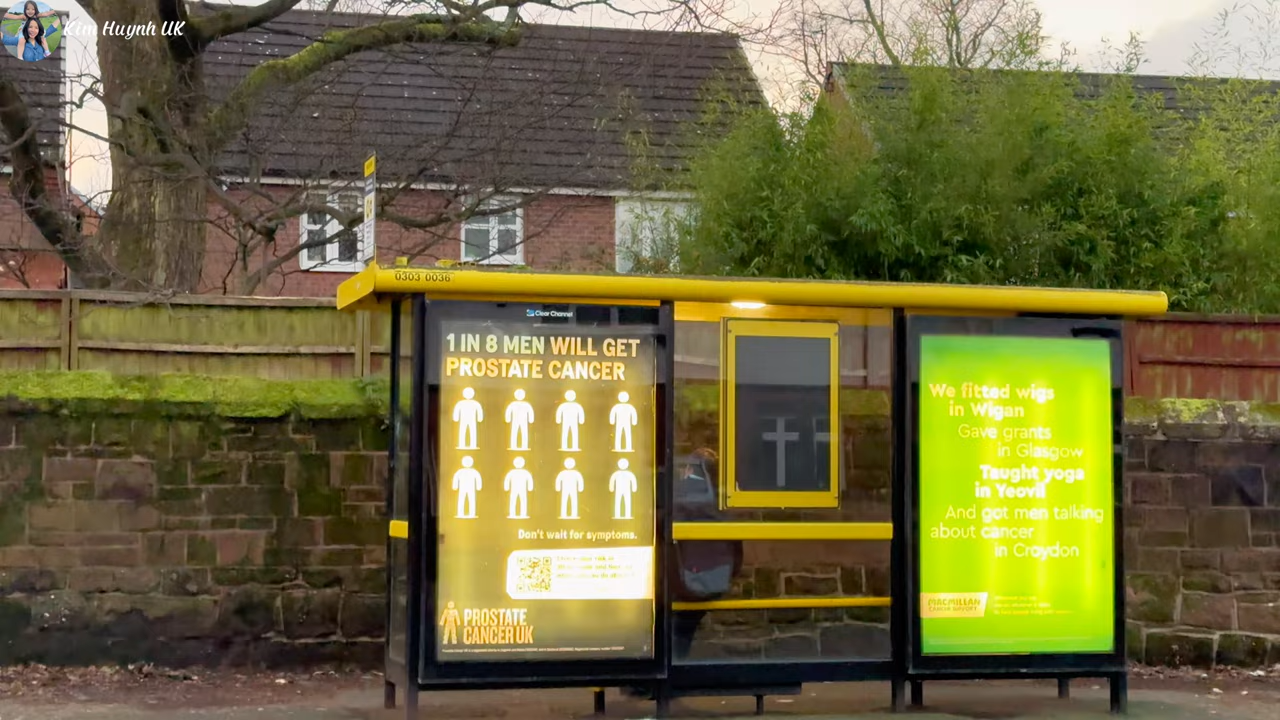 Kim Huynh UK
0303 0036
Clear Channel
1 IN 8 MEN WILL GET
PROSTATE CANCER
Don't wait for symptoms.
PROSTATE
CANCER UK
We fitted wigs
in Wigan
Gave grants
in Glasgow
Taught yoga
in Yeovil
And got men talking
about cancer
in Croydon
MACMILLAN
CANCER SUPPORT